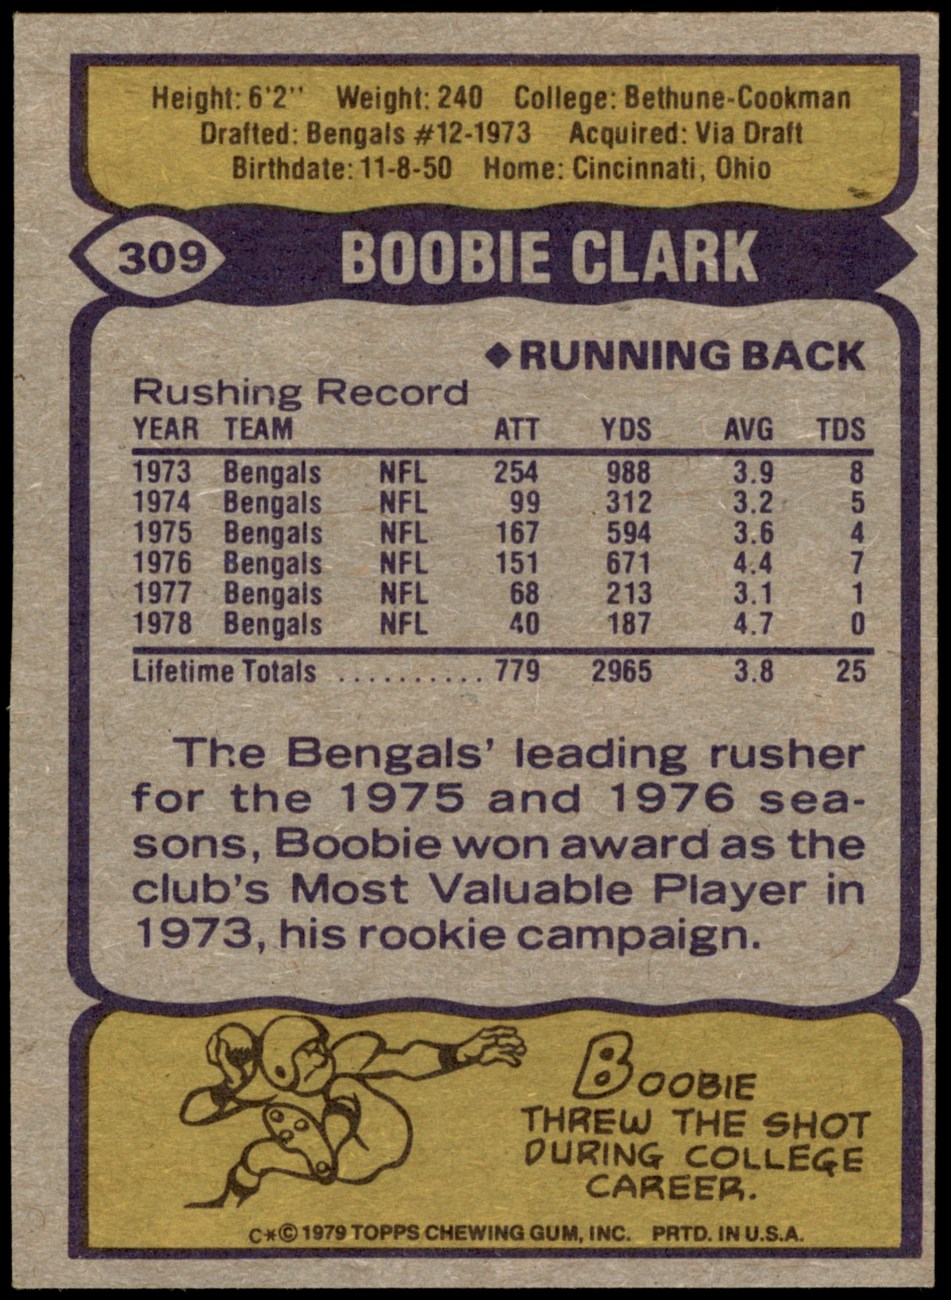 Height: 6'2" Weight: 240 College: Bethune-Cookman
Drafted: Bengals #12-1973 Acquired: Via Draft
Birthdate: 11-8-50 Home: Cincinnati, Ohio
309 BOOBIE CLARK
◆RUNNING BACK
Rushing Record
YEAR TEAM ATT YDS AVG TDS
1973 Bengals NFL 254 988 3.9 8
1974 Bengals NFL 99 312 3.2 5
1975 Bengals NFL 167 594 3.6 4
1976 Bengals NFL 151 671 4.4 7
1977 Bengals NFL 68 213 3.1 1
1978 Bengals NFL 40 187 4.7 0
Lifetime Totals .......... 779 2965 3.8 25
The Bengals' leading rusher
for the 1975 and 1976 sea-
sons, Boobie won award as the
club's Most Valuable Player in
1973, his rookie campaign.
BOOBIE
THREW THE SHOT
DURING COLLEGE
CAREER.
C*© 1979 TOPPS CHEWING GUM, INC. PRTD. IN U.S.A.